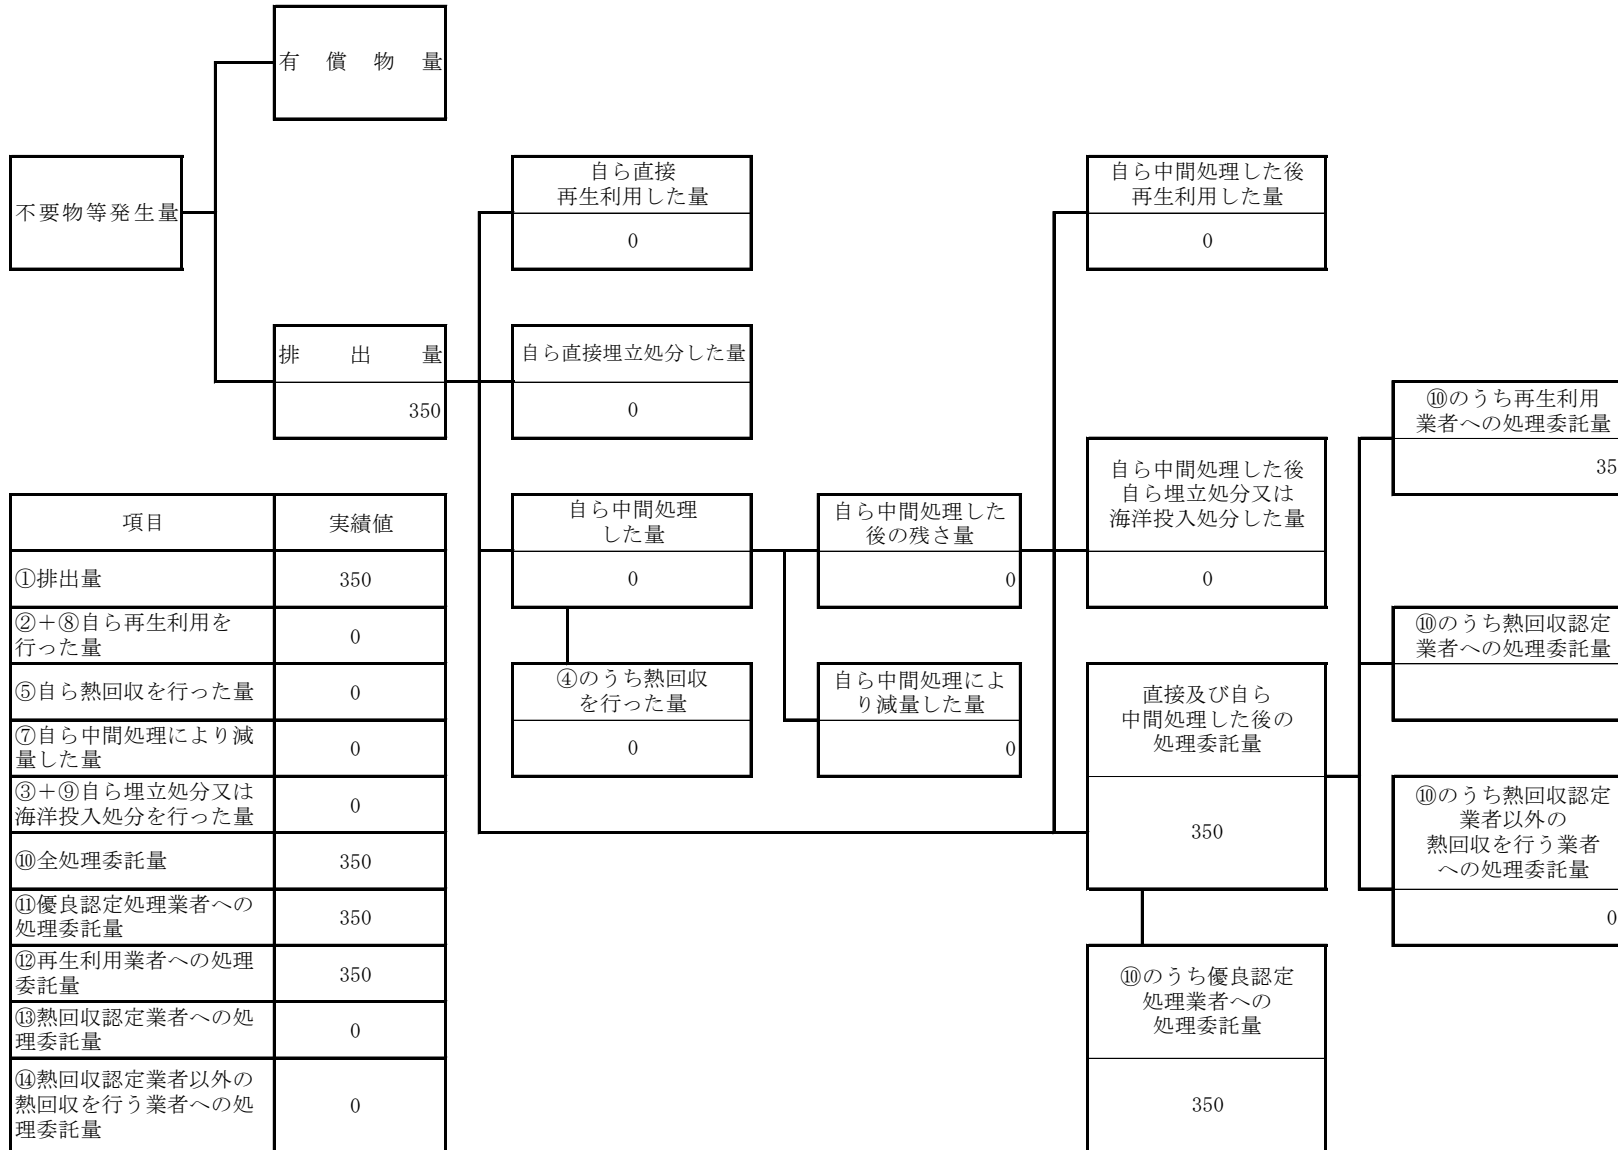 有償物量
不要物等発生量
自ら直接
再生利用した量
0
自ら中間処理した後
再生利用した量
0
排出量
350
自ら直接埋立処分した量
0
⑩のうち再生利用
業者への処理委託量
35
自ら中間処理した後
自ら埋立処分又は
海洋投入処分した量
0
自ら中間処理
した量
0
自ら中間処理した
後の残さ量
0
④のうち熱回収
を行った量
0
自ら中間処理によ
り減量した量
0
直接及び自ら
中間処理した後の
処理委託量
350
⑩のうち熱回収認定
業者への処理委託量
⑩のうち熱回収認定
業者以外の
熱回収を行う業者
への処理委託量
0
⑩のうち優良認定
処理業者への
処理委託量
350
項目 実績値
①排出量 350
②+⑧自ら再生利用を
行った量 0
⑤自ら熱回収を行った量 0
⑦自ら中間処理により減
量した量 0
③+⑨自ら埋立処分又は
海洋投入処分を行った量 0
⑩全処理委託量 350
⑪優良認定処理業者への
処理委託量 350
⑫再生利用業者への処理
委託量 350
⑬熱回収認定業者への処
理委託量 0
⑭熱回収認定業者以外の
熱回収を行う業者への処
理委託量 0